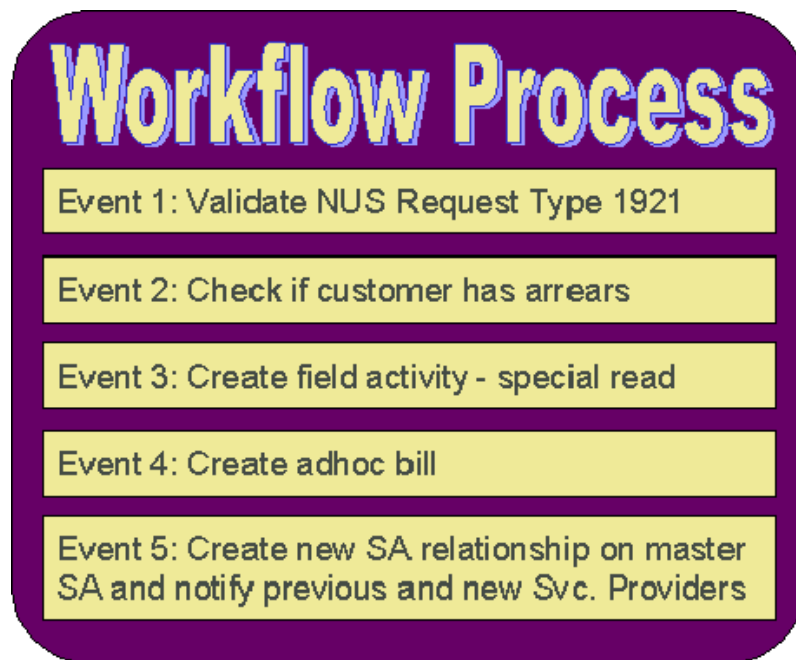 Workflow Process
Event 1: Validate NUS Request Type 1921
Event 2: Check if customer has arrears
Event 3: Create field activity - special read
Event 4: Create adhoc bill
Event 5: Create new SA relationship on master
SA and notify previous and new Svc. Providers